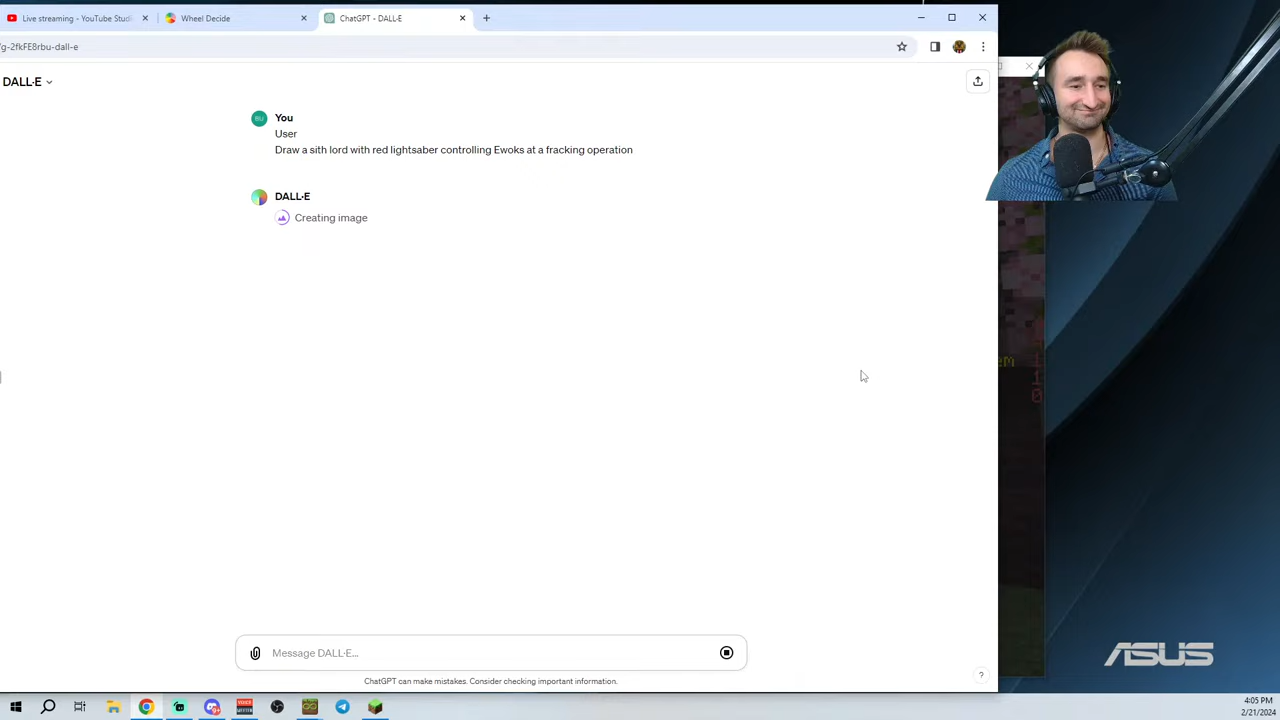 Live streaming - YouTube Studi
Wheel Decide
ChatGPT - DALL-E
g-2fkFE8rbu-dall-e
DALL·E
BU
You
User
Draw a sith lord with red lightsaber controlling Ewoks at a fracking operation
DALL·E
Creating image
Message DALL·E...
ChatGPT can make mistakes. Consider checking important information.
?
ASUS
4:05 PM
2/21/2024